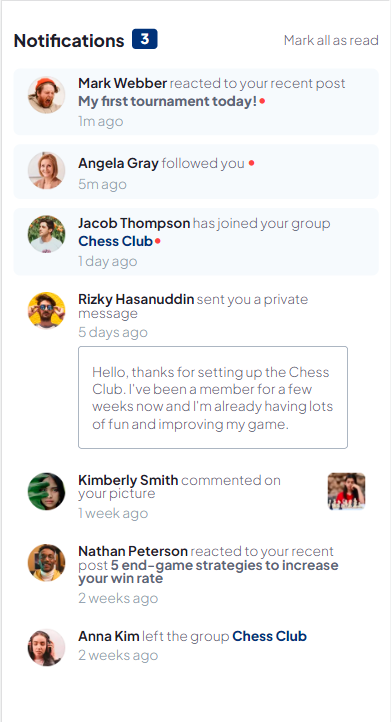 Notifications 3 Mark all as read
Mark Webber reacted to your recent post
My first tournament today!
1m ago
Angela Gray followed you
5m ago
Jacob Thompson has joined your group
Chess Club
1 day ago
Rizky Hasanuddin sent you a private
message
5 days ago
Hello, thanks for setting up the Chess
Club. I've been a member for a few
weeks now and I'm already having lots
of fun and improving my game.
Kimberly Smith commented on
your picture
1 week ago
Nathan Peterson reacted to your recent
post 5 end-game strategies to increase
your win rate
2 weeks ago
Anna Kim left the group Chess Club
2 weeks ago